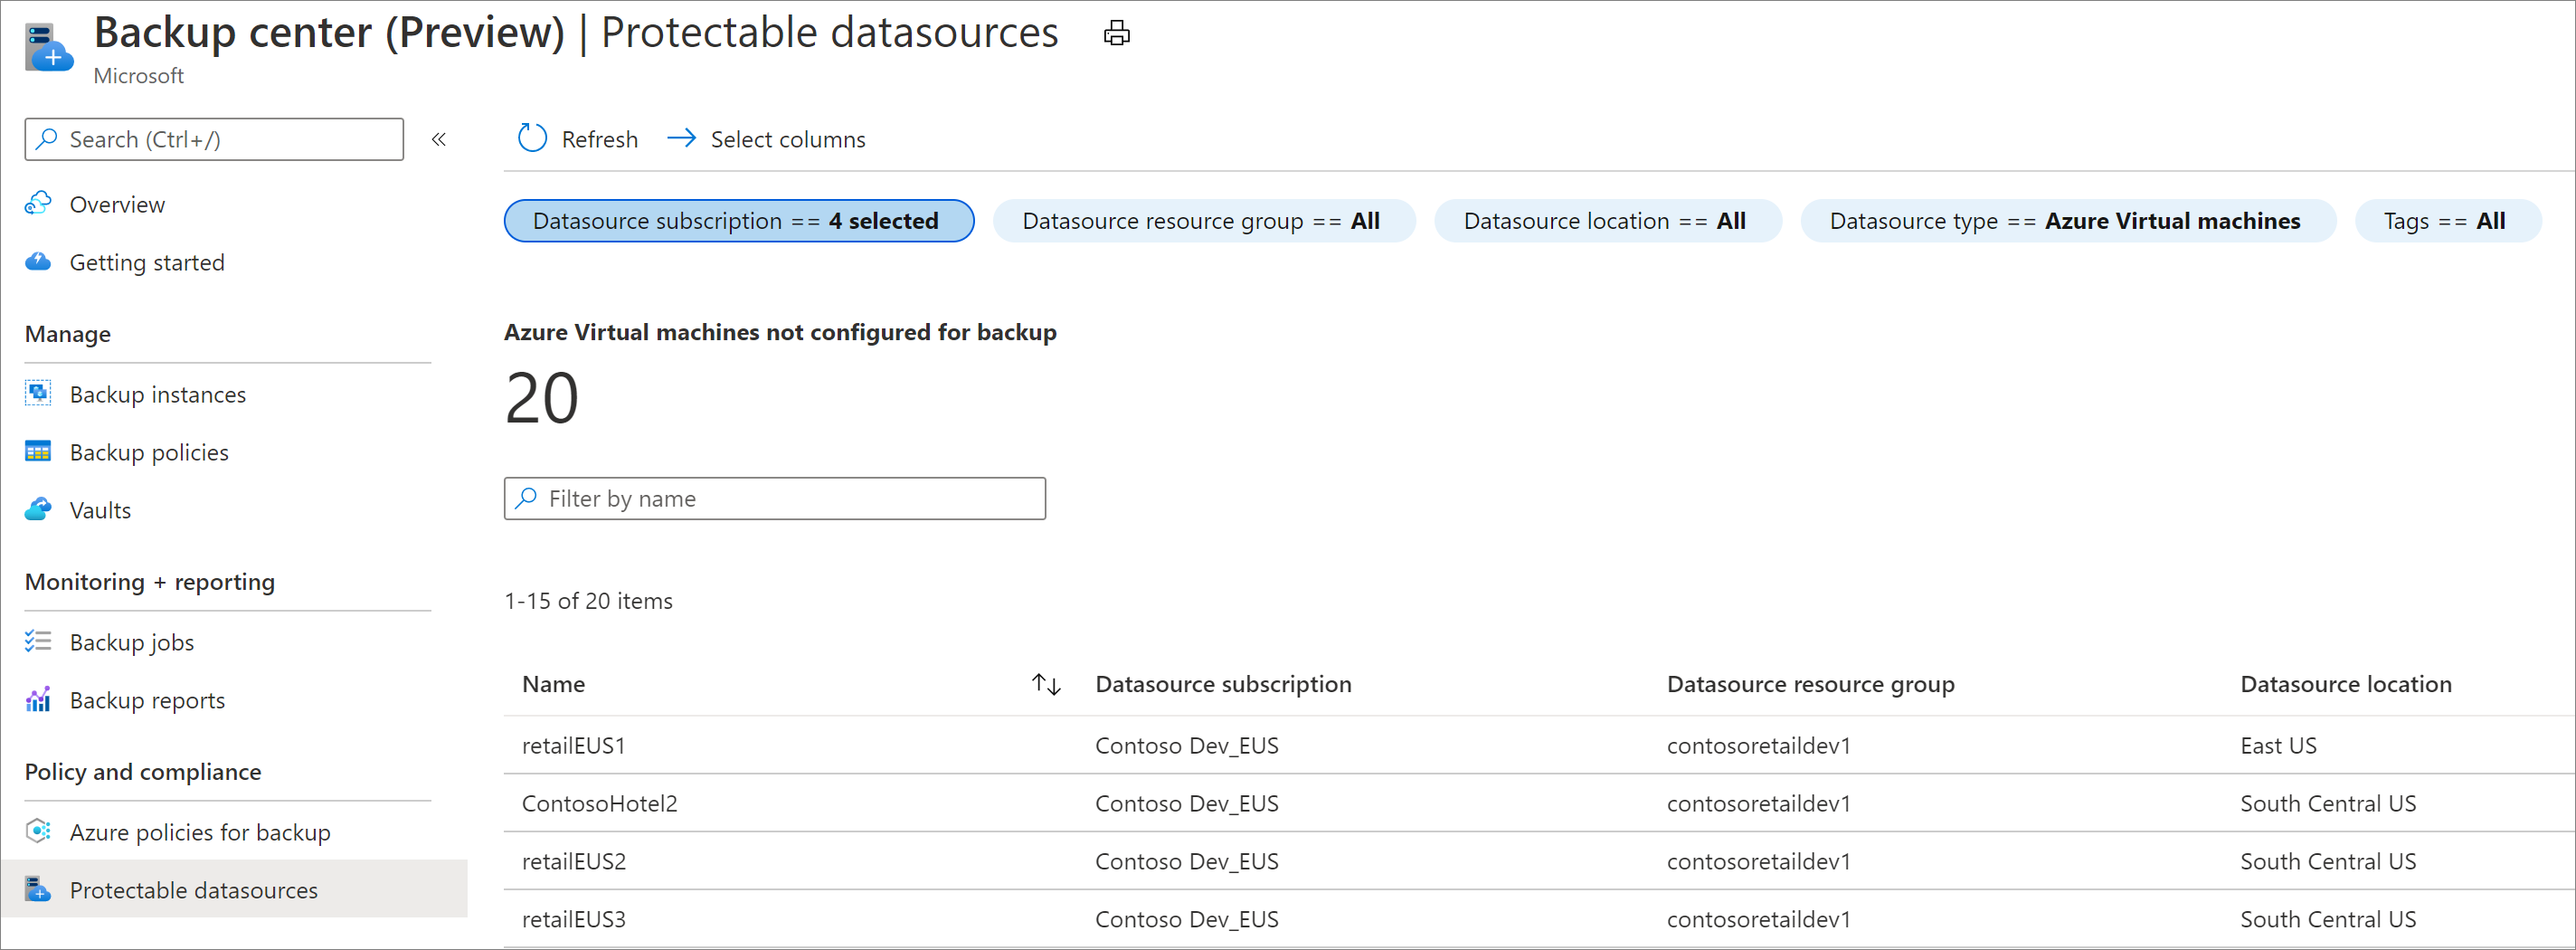 Backup center (Preview) | Protectable datasources
Microsoft
Search (Ctrl+/)
«
Overview
Getting started
Manage
Backup instances
Backup policies
Vaults
Monitoring + reporting
Backup jobs
Backup reports
Policy and compliance
Azure policies for backup
Protectable datasources
Refresh Select columns
Datasource subscription == 4 selected Datasource resource group == All Datasource location == All Datasource type == Azure Virtual machines Tags == All
Azure Virtual machines not configured for backup
20
Filter by name
1-15 of 20 items
Name Datasource subscription Datasource resource group Datasource location
retailEUS1 Contoso Dev_EUS contosoretaildev1 East US
ContosoHotel2 Contoso Dev_EUS contosoretaildev1 South Central US
retailEUS2 Contoso Dev_EUS contosoretaildev1 South Central US
retailEUS3 Contoso Dev_EUS contosoretaildev1 South Central US